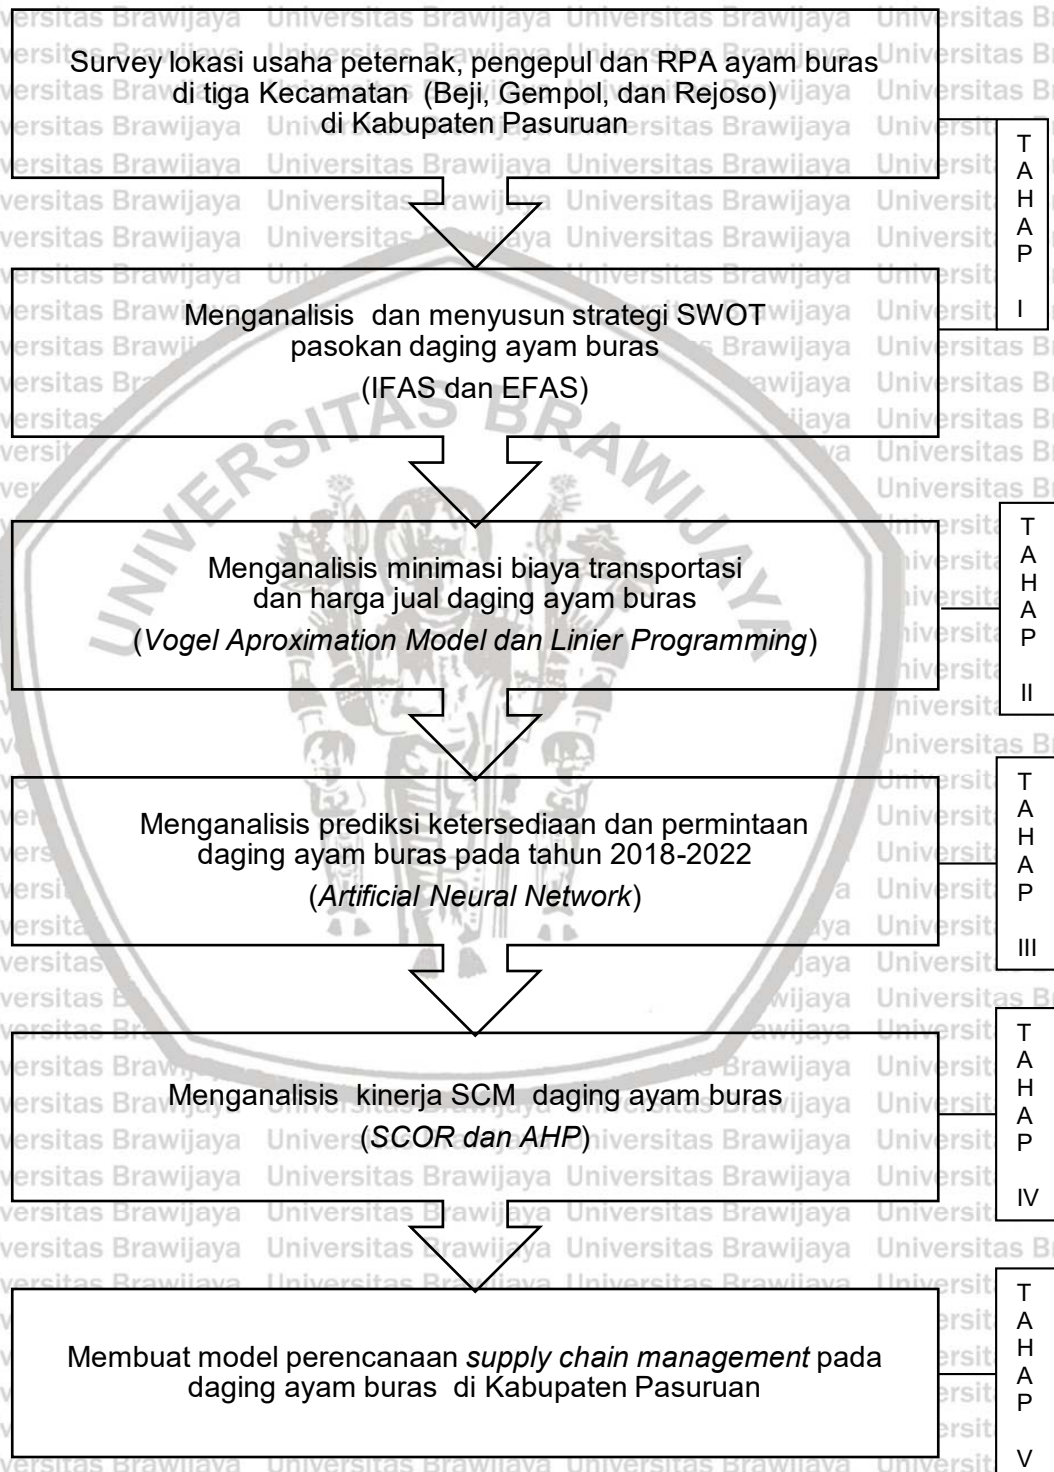 Survey lokasi usaha peternak, pengepul dan RPA ayam buras
di tiga Kecamatan (Beji, Gempol, dan Rejoso)
di Kabupaten Pasuruan
TAHAP I
Menganalisis dan menyusun strategi SWOT
pasokan daging ayam buras
(IFAS dan EFAS)
Menganalisis minimasi biaya transportasi
dan harga jual daging ayam buras
(Vogel Aproximation Model dan Linier Programming)
TAHAP II
Menganalisis prediksi ketersediaan dan permintaan
daging ayam buras pada tahun 2018-2022
(Artificial Neural Network)
TAHAP III
Menganalisis kinerja SCM daging ayam buras
(SCOR dan AHP)
TAHAP IV
Membuat model perencanaan supply chain management pada
daging ayam buras di Kabupaten Pasuruan
TAHAP V
UNIVERSITAS BRAWIJAYA
Universitas Brawijaya